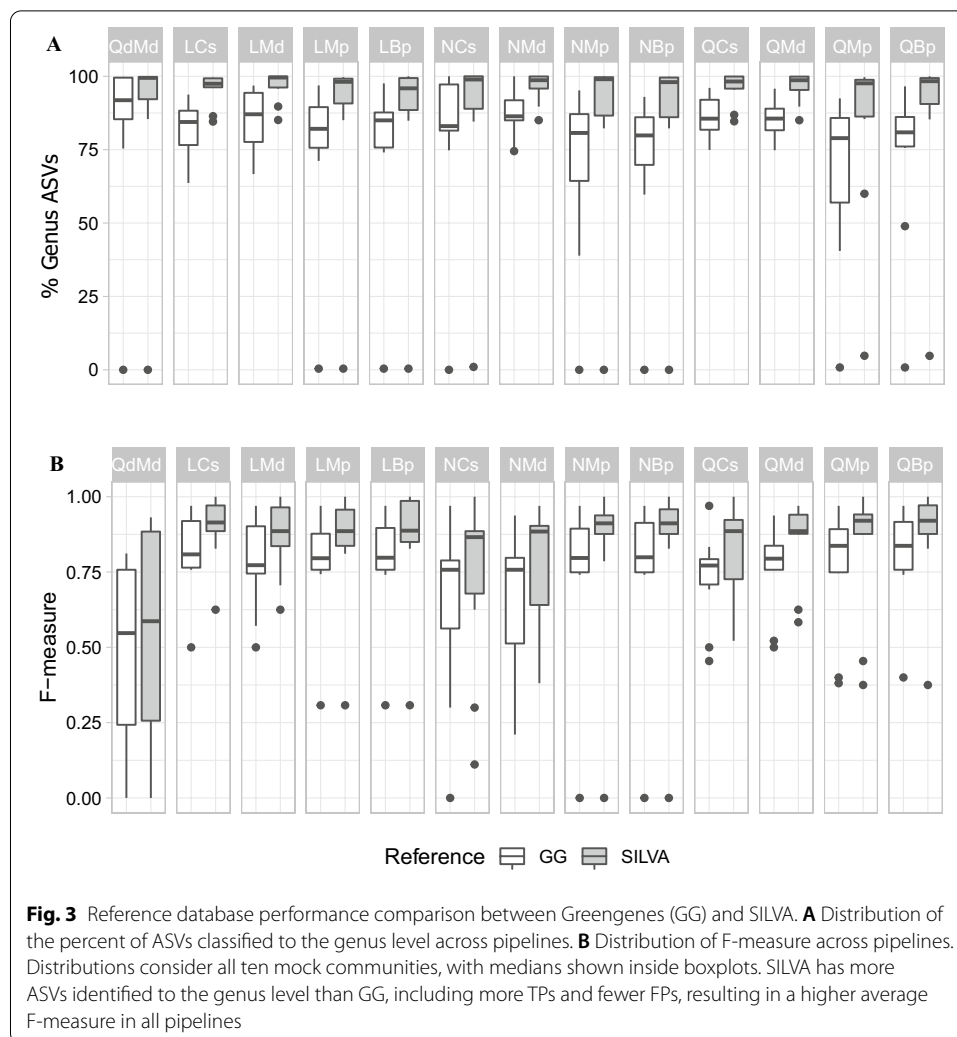 A
QdMd LCs LMd LMp LBp NCs NMd NMp NBp QCs QMd QMp QBp
100
75
50
25
0
% Genus ASVs
B
QdMd LCs LMd LMp LBp NCs NMd NMp NBp QCs QMd QMp QBp
1.00
0.75
0.50
0.25
0.00
F−measure
Reference GG SILVA
Fig. 3 Reference database performance comparison between Greengenes (GG) and SILVA. A Distribution of
the percent of ASVs classified to the genus level across pipelines. B Distribution of F-measure across pipelines.
Distributions consider all ten mock communities, with medians shown inside boxplots. SILVA has more
ASVs identified to the genus level than GG, including more TPs and fewer FPs, resulting in a higher average
F-measure in all pipelines